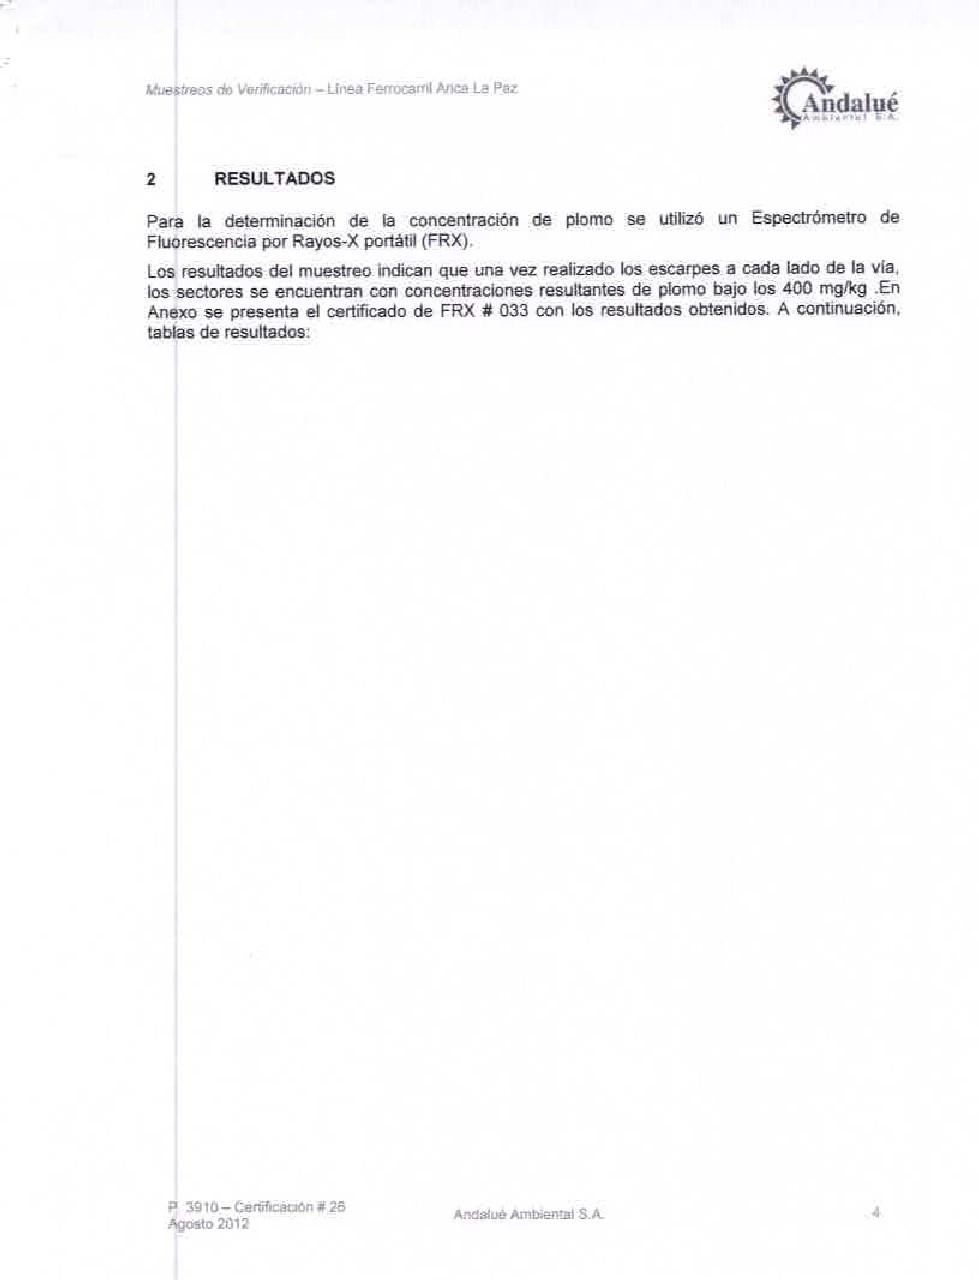 Muestreos de Verificación – Línea Ferrocarril Arica La Paz
Andalué
Ambiental S.A.
2 RESULTADOS
Para la determinación de la concentración de plomo se utilizó un Espectrómetro de
Fluorescencia por Rayos-X portátil (FRX).
Los resultados del muestreo indican que una vez realizado los escarpes a cada lado de la vía,
los sectores se encuentran con concentraciones resultantes de plomo bajo los 400 mg/kg .En
Anexo se presenta el certificado de FRX # 033 con los resultados obtenidos. A continuación,
tablas de resultados:
P 3910 – Certificación # 26
Agosto 2012
Andalué Ambiental S.A.
4